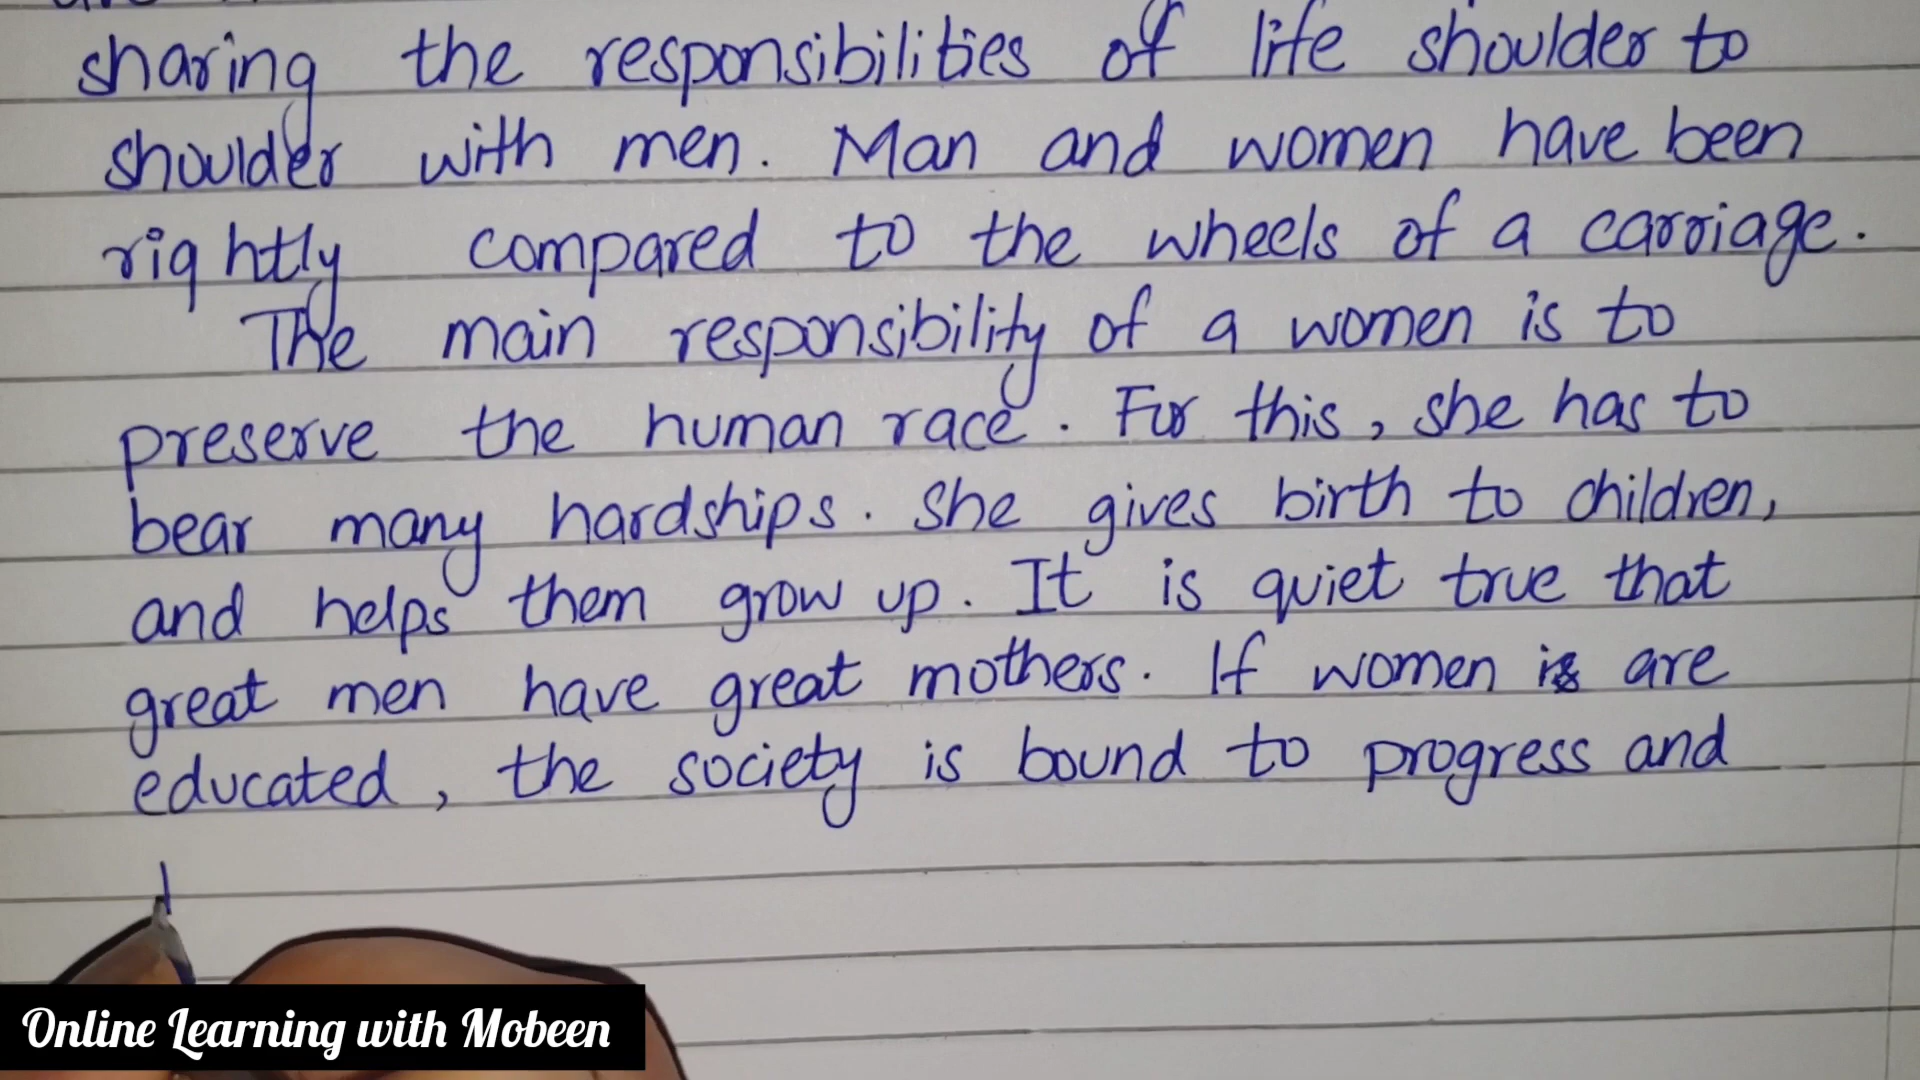 sharing the responsibilities of life shoulder to
shoulder with men. Man and women have been
rightly compared to the wheels of a carriage.
The main responsibility of a women is to
preserve the human race. For this, she has to
bear many hardships. She gives birth to children,
and helps them grow up. It is quiet true that
great men have great mothers. If women is are
educated, the society is bound to progress and
Online Learning with Mobeen